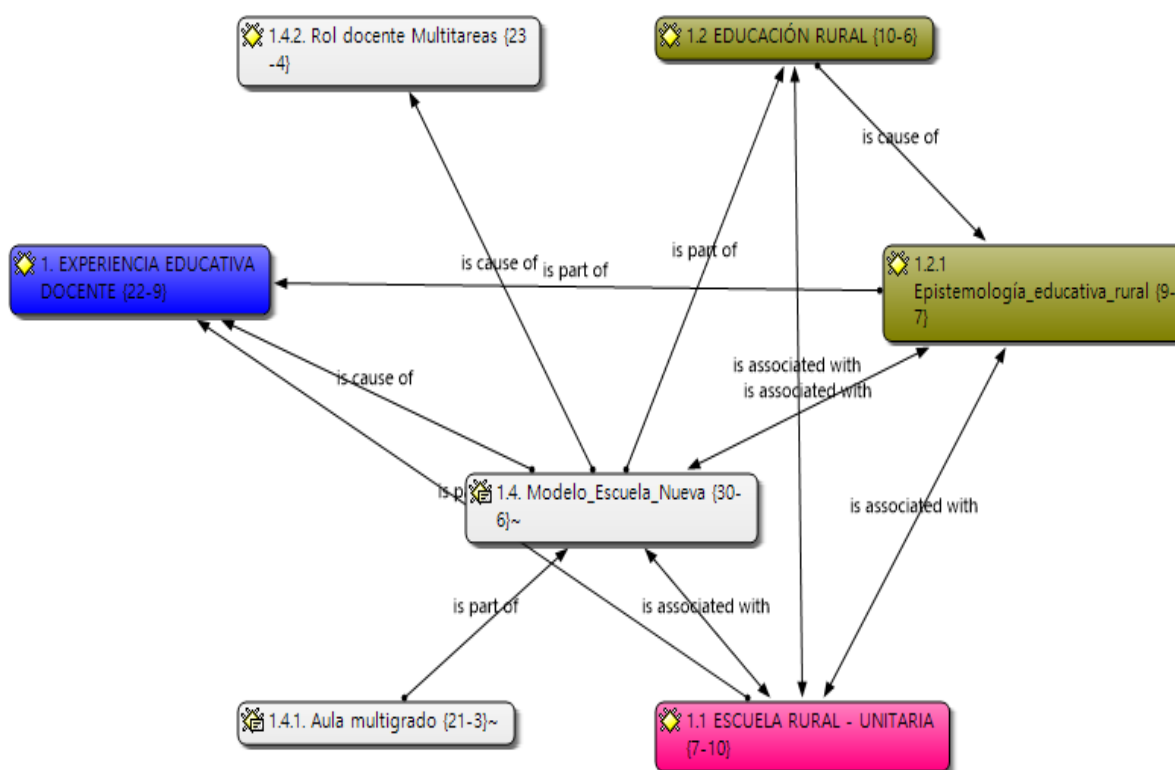 1.4.2. Rol docente Multitareas {23
-4}
1.2 EDUCACIÓN RURAL {10-6}
is cause of
is part of
1. EXPERIENCIA EDUCATIVA
DOCENTE {22-9}
is cause of
is part of
1.2.1
Epistemología_educativa_rural {9-
7}
is associated with
is cause of
is associated with
is p
1.4. Modelo_Escuela_Nueva {30-
6}~
is associated with
is part of
is associated with
1.4.1. Aula multigrado {21-3}~
1.1 ESCUELA RURAL - UNITARIA
{7-10}